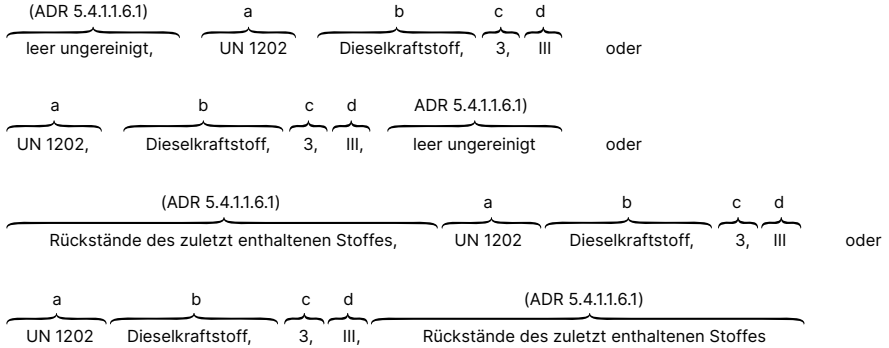 (ADR 5.4.1.1.6.1) a b c d
leer ungereinigt, UN 1202 Dieselkraftstoff, 3, III oder
a b c d ADR 5.4.1.1.6.1)
UN 1202, Dieselkraftstoff, 3, III, leer ungereinigt oder
(ADR 5.4.1.1.6.1) a b c d
Rückstände des zuletzt enthaltenen Stoffes, UN 1202 Dieselkraftstoff, 3, III oder
a b c d (ADR 5.4.1.1.6.1)
UN 1202 Dieselkraftstoff, 3, III, Rückstände des zuletzt enthaltenen Stoffes